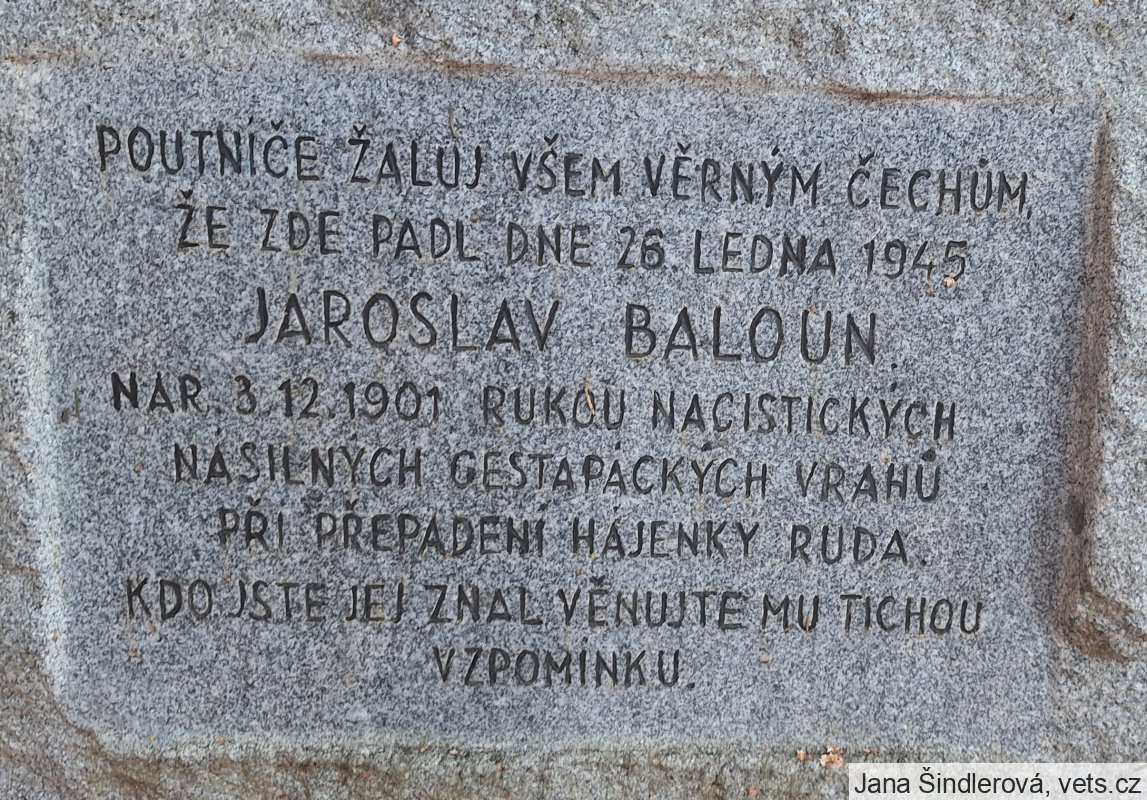 POUTNÍČE ŽALUJ VŠEM VĚRNÝM ČECHŮM,
ŽE ZDE PADL DNE 26. LEDNA 1945
JAROSLAV BALOUN.
NAR. 3.12.1901 RUKOU NACISTICKÝCH
NÁSILNÝCH GESTAPÁCKÝCH VRAHŮ
PŘI PŘEPADENÍ HÁJENKY RUDA.
KDO JSTE JEJ ZNAL VĚNUJTE MU TICHOU
VZPOMÍNKU.
Jana Šindlerová, vets.cz